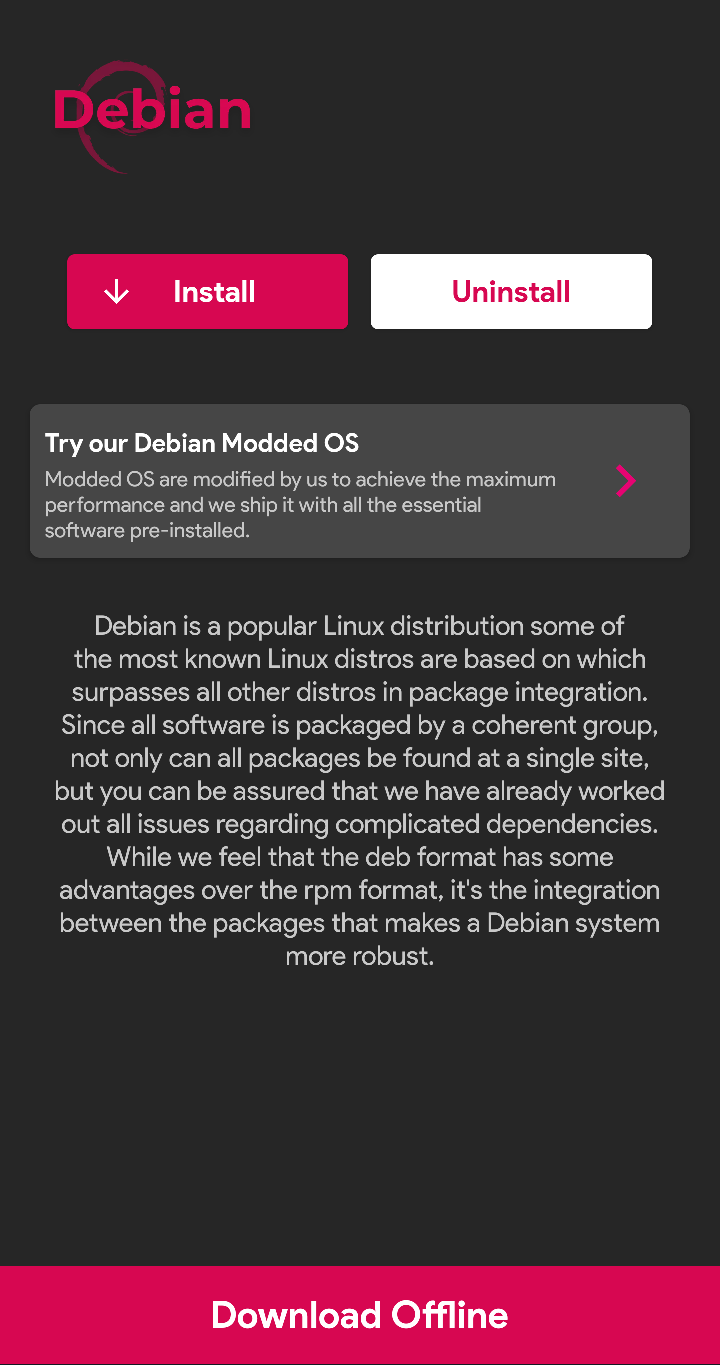 Debian
Install
Uninstall
Try our Debian Modded OS
Modded OS are modified by us to achieve the maximum
performance and we ship it with all the essential
software pre-installed.
Debian is a popular Linux distribution some of
the most known Linux distros are based on which
surpasses all other distros in package integration.
Since all software is packaged by a coherent group,
not only can all packages be found at a single site,
but you can be assured that we have already worked
out all issues regarding complicated dependencies.
While we feel that the deb format has some
advantages over the rpm format, it's the integration
between the packages that makes a Debian system
more robust.
Download Offline